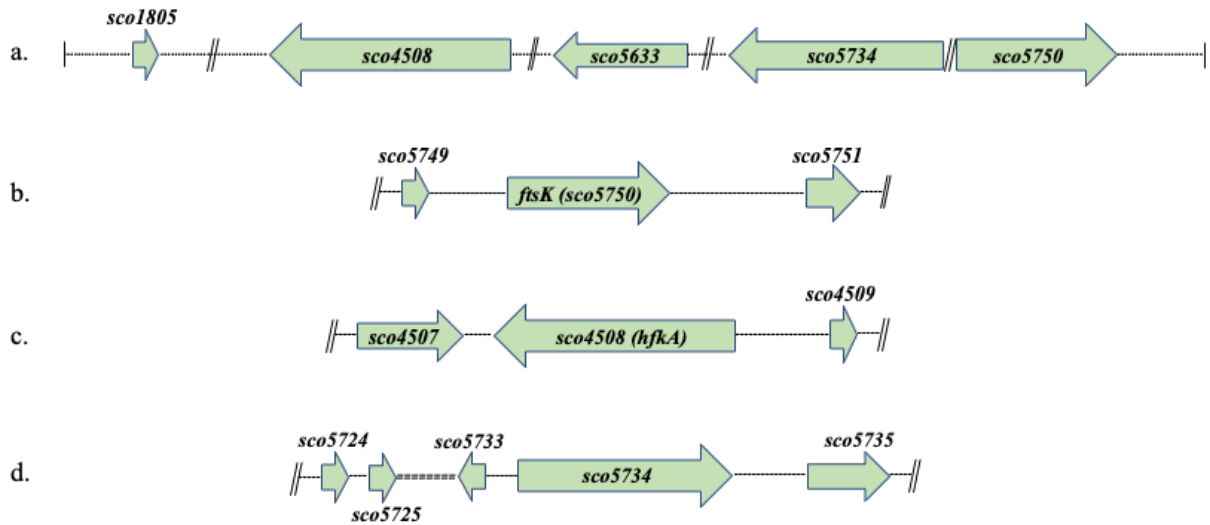 sco1805
a.
sco4508
sco5633
sco5734
sco5750
sco5749
sco5751
b.
ftsK (sco5750)
sco4509
c.
sco4507
sco4508 (hfkA)
sco5724
sco5733
sco5735
d.
sco5734
sco5725